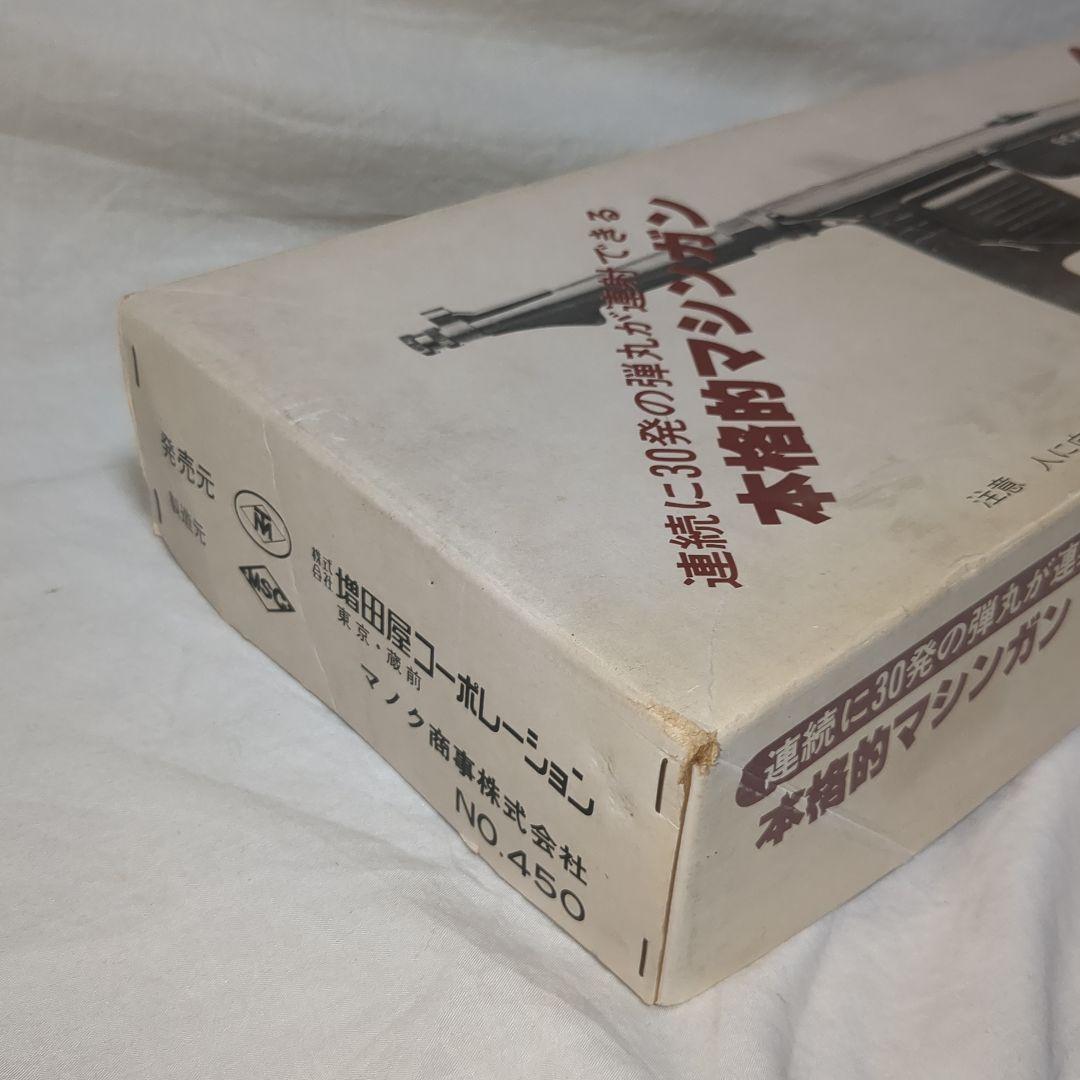 連続に30発の弾丸が連射できる
本格的マシンガン
注意 人に
発売元
株式会社 増田屋コーポレーション
東京・蔵前
製造元
MSC
マノク商事株式会社
NO.450
連続に30発の弾丸が連
本格的マシンガン